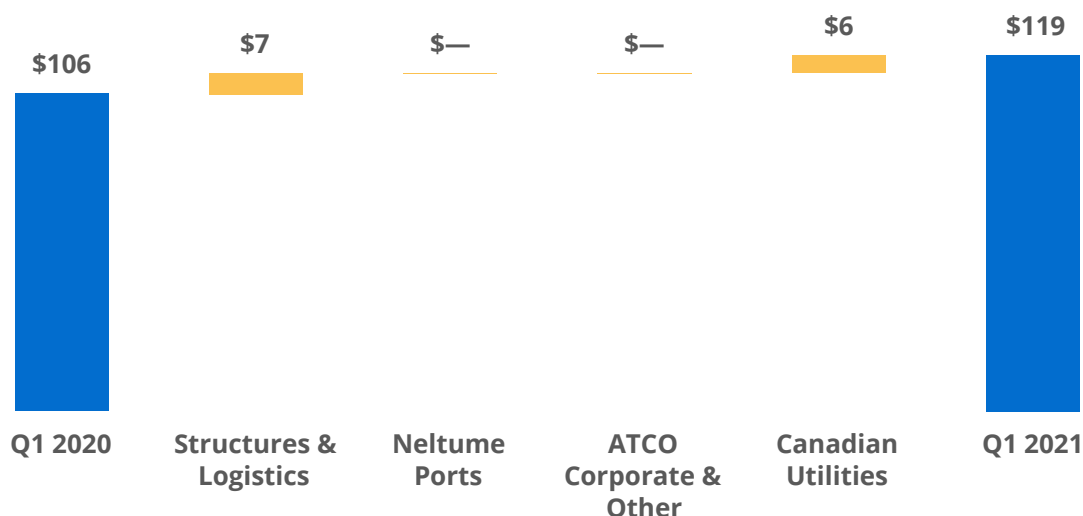 $106
$7
$—
$—
$6
$119
Q1 2020
Structures &
Logistics
Neltume
Ports
ATCO
Corporate &
Other
Canadian
Utilities
Q1 2021